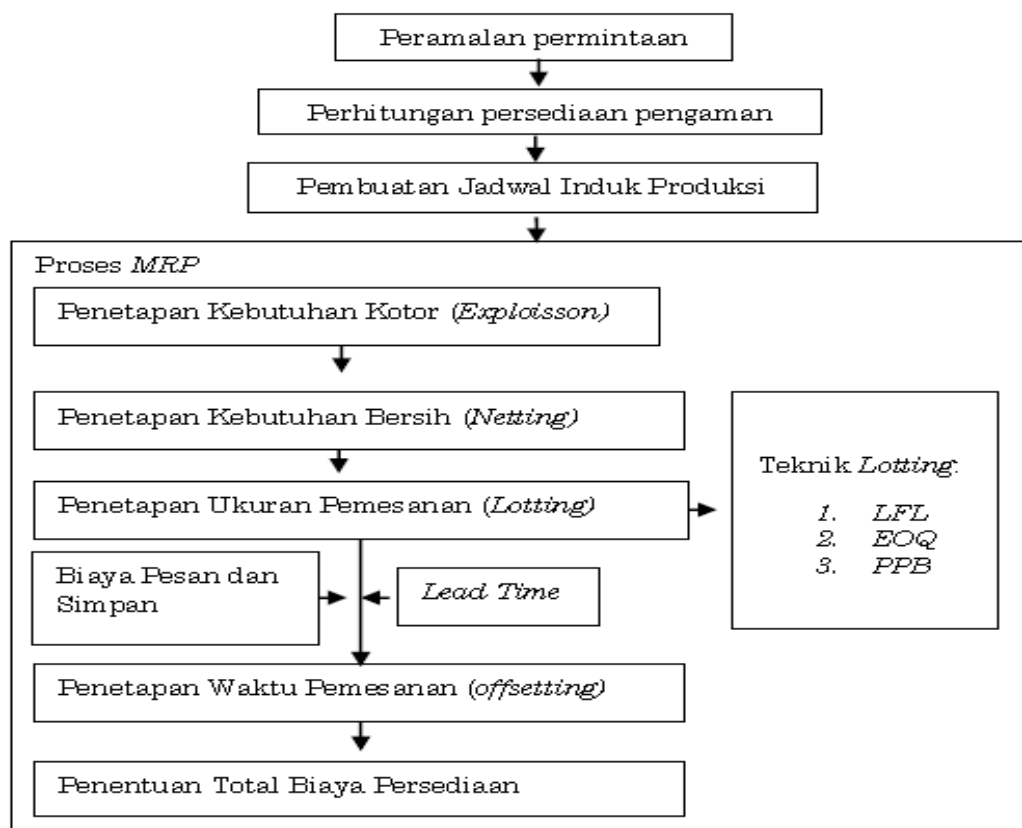 Peramalan permintaan
Perhitungan persediaan pengaman
Pembuatan Jadwal Induk Produksi
Proses MRP
Penetapan Kebutuhan Kotor (Exploisson)
Penetapan Kebutuhan Bersih (Netting)
Penetapan Ukuran Pemesanan (Lotting)
Teknik Lotting:
1. LFL
2. EOQ
3. PPB
Biaya Pesan dan
Simpan
Lead Time
Penetapan Waktu Pemesanan (offsetting)
Penentuan Total Biaya Persediaan